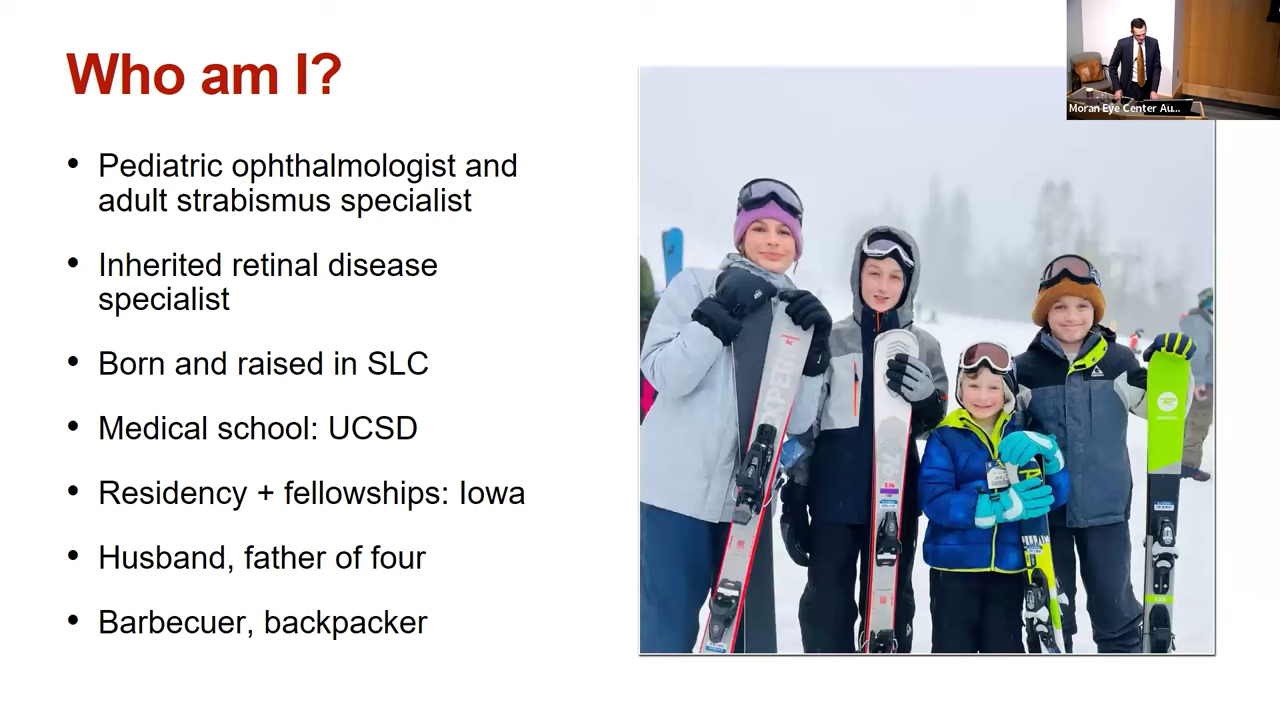 Who am I?
Moran Eye Center Au...
• Pediatric ophthalmologist and
adult strabismus specialist
• Inherited retinal disease
specialist
• Born and raised in SLC
• Medical school: UCSD
• Residency + fellowships: Iowa
• Husband, father of four
• Barbecuer, backpacker
EXPERI